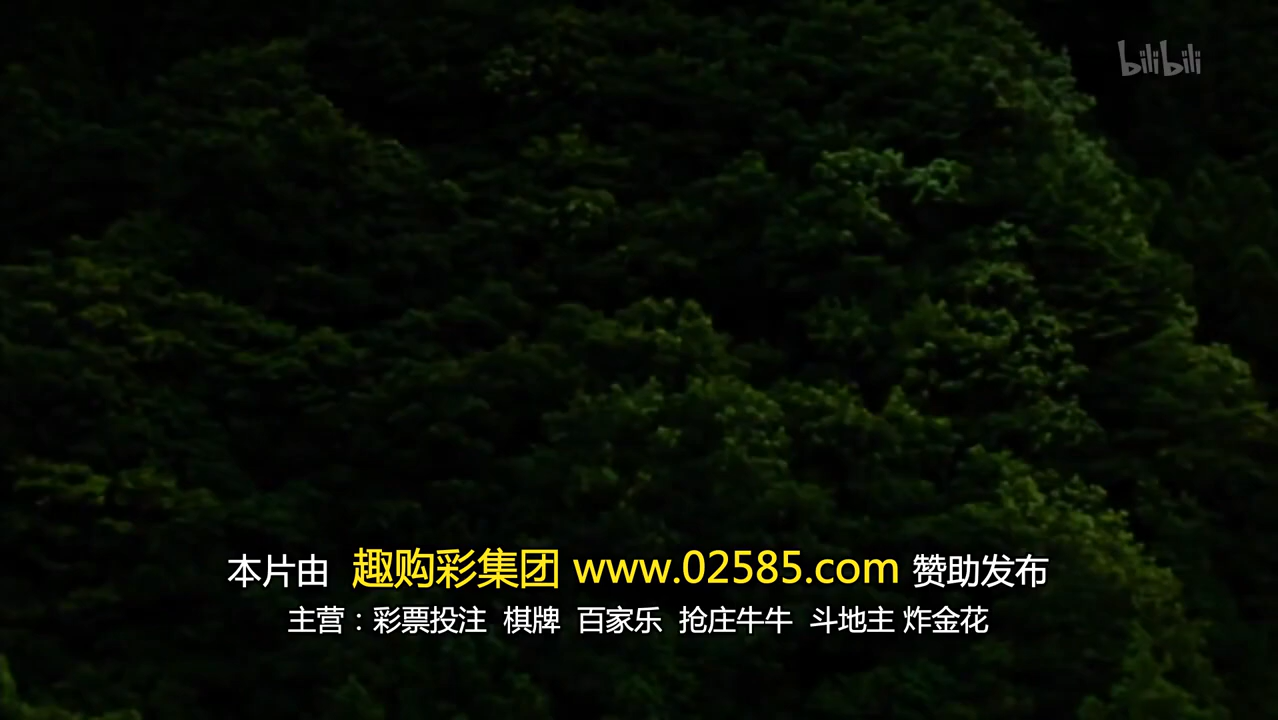 bilibili
本片由 趣购彩集团 www.02585.com 赞助发布
主营：彩票投注 棋牌 百家乐 抢庄牛牛 斗地主 炸金花